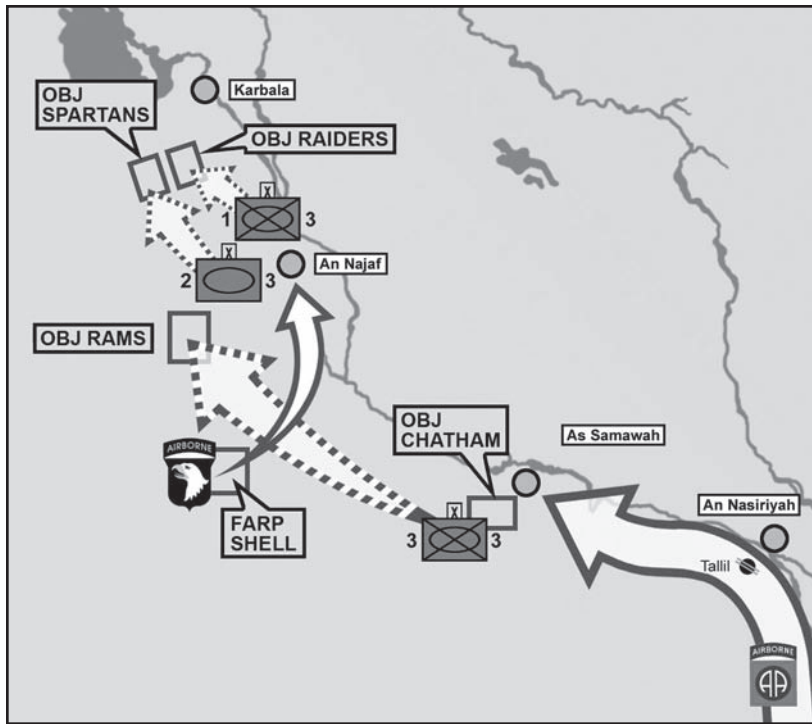 Karbala
OBJ
SPARTANS
OBJ RAIDERS
X
1 3
X
2 3
An Najaf
OBJ RAMS
OBJ
CHATHAM
As Samawah
AIRBORNE
FARP
SHELL
X
3 3
An Nasiriyah
Tallil
AIRBORNE
AA